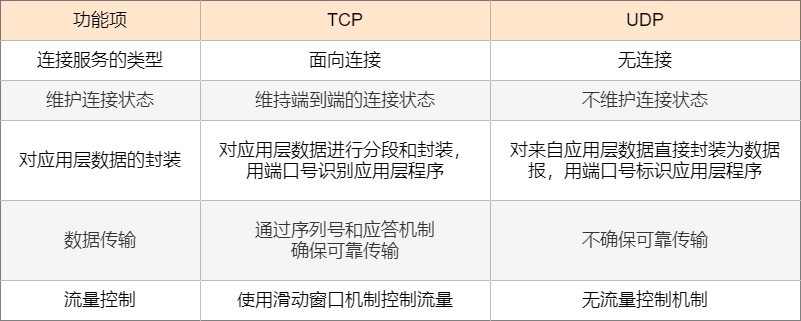 功能项 TCP UDP
连接服务的类型 面向连接 无连接
维护连接状态 维持端到端的连接状态 不维护连接状态
对应用层数据的封装 对应用层数据进行分段和封装， 对来自应用层数据直接封装为数据
用端口号识别应用层程序 报，用端口号标识应用层程序
数据传输 通过序列号和应答机制 不确保可靠传输
确保可靠传输
流量控制 使用滑动窗口机制控制流量 无流量控制机制